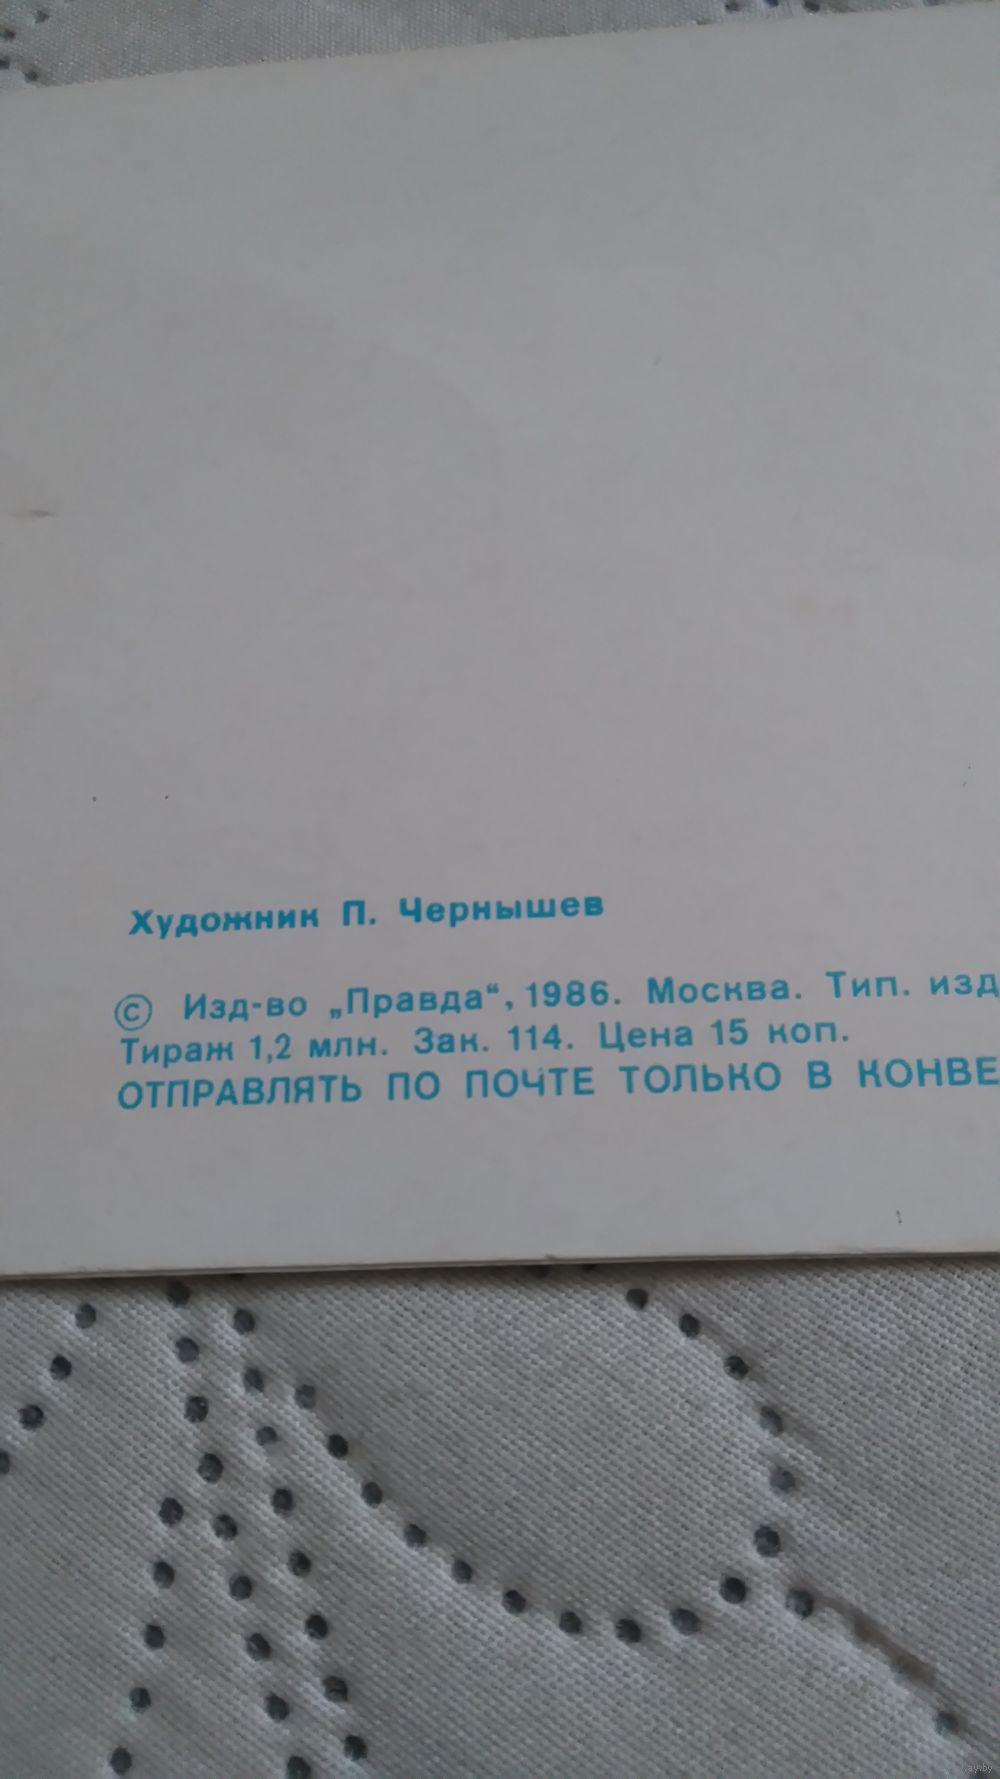 Художник П. Чернышев
© Изд-во „Правда“, 1986. Москва. Тип. изд
Тираж 1,2 млн. Зак. 114. Цена 15 коп.
ОТПРАВЛЯТЬ ПО ПОЧТЕ ТОЛЬКО В КОНВЕ